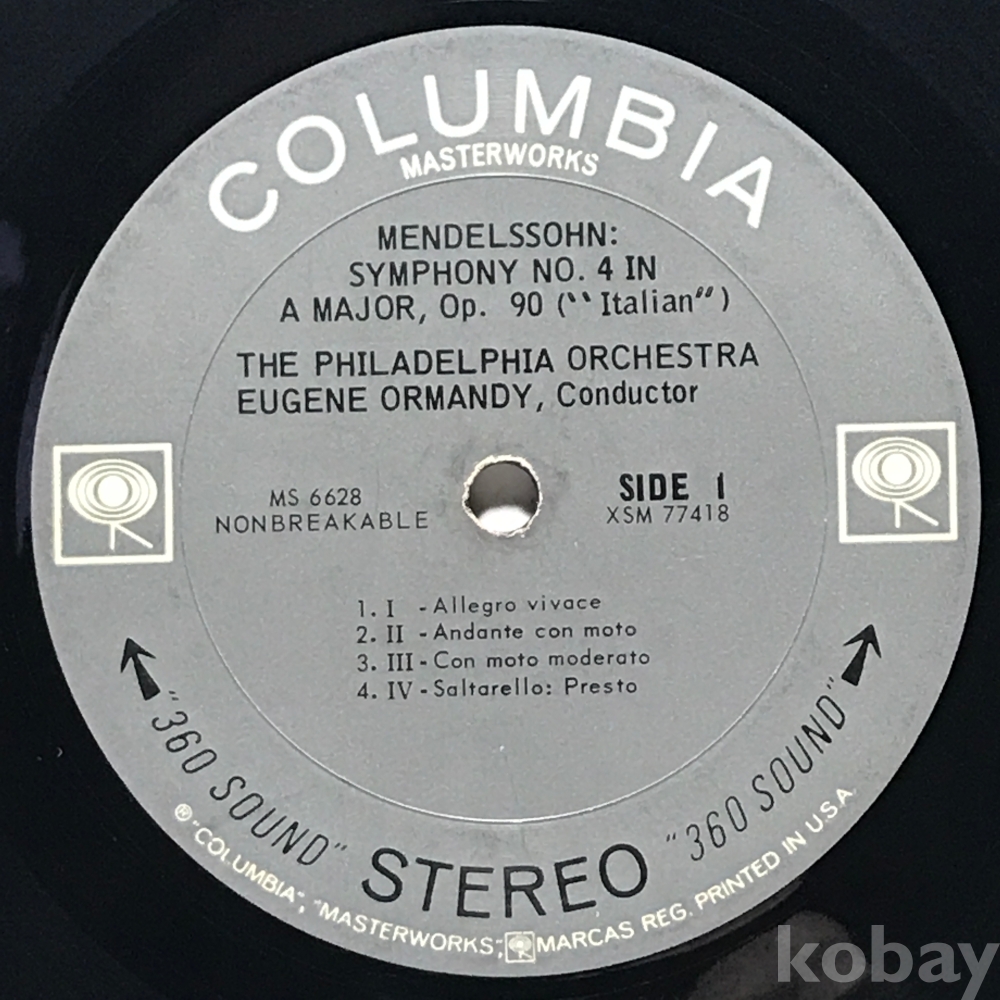 COLUMBIA
MASTERWORKS
MENDELSSOHN:
SYMPHONY NO. 4 IN
A MAJOR, Op. 90 (‘‘ Italian” )
THE PHILADELPHIA ORCHESTRA
EUGENE ORMANDY, Conductor
MS 6628
NONBREAKABLE
SIDE 1
XSM 77418
1. I - Allegro vivace
2. II - Andante con moto
3. III - Con moto moderato
4. IV - Saltarello: Presto
"360 SOUND" STEREO "360 SOUND"
® "COLUMBIA", "MASTERWORKS", MARCAS REG. PRINTED IN U.S.A.
kobay